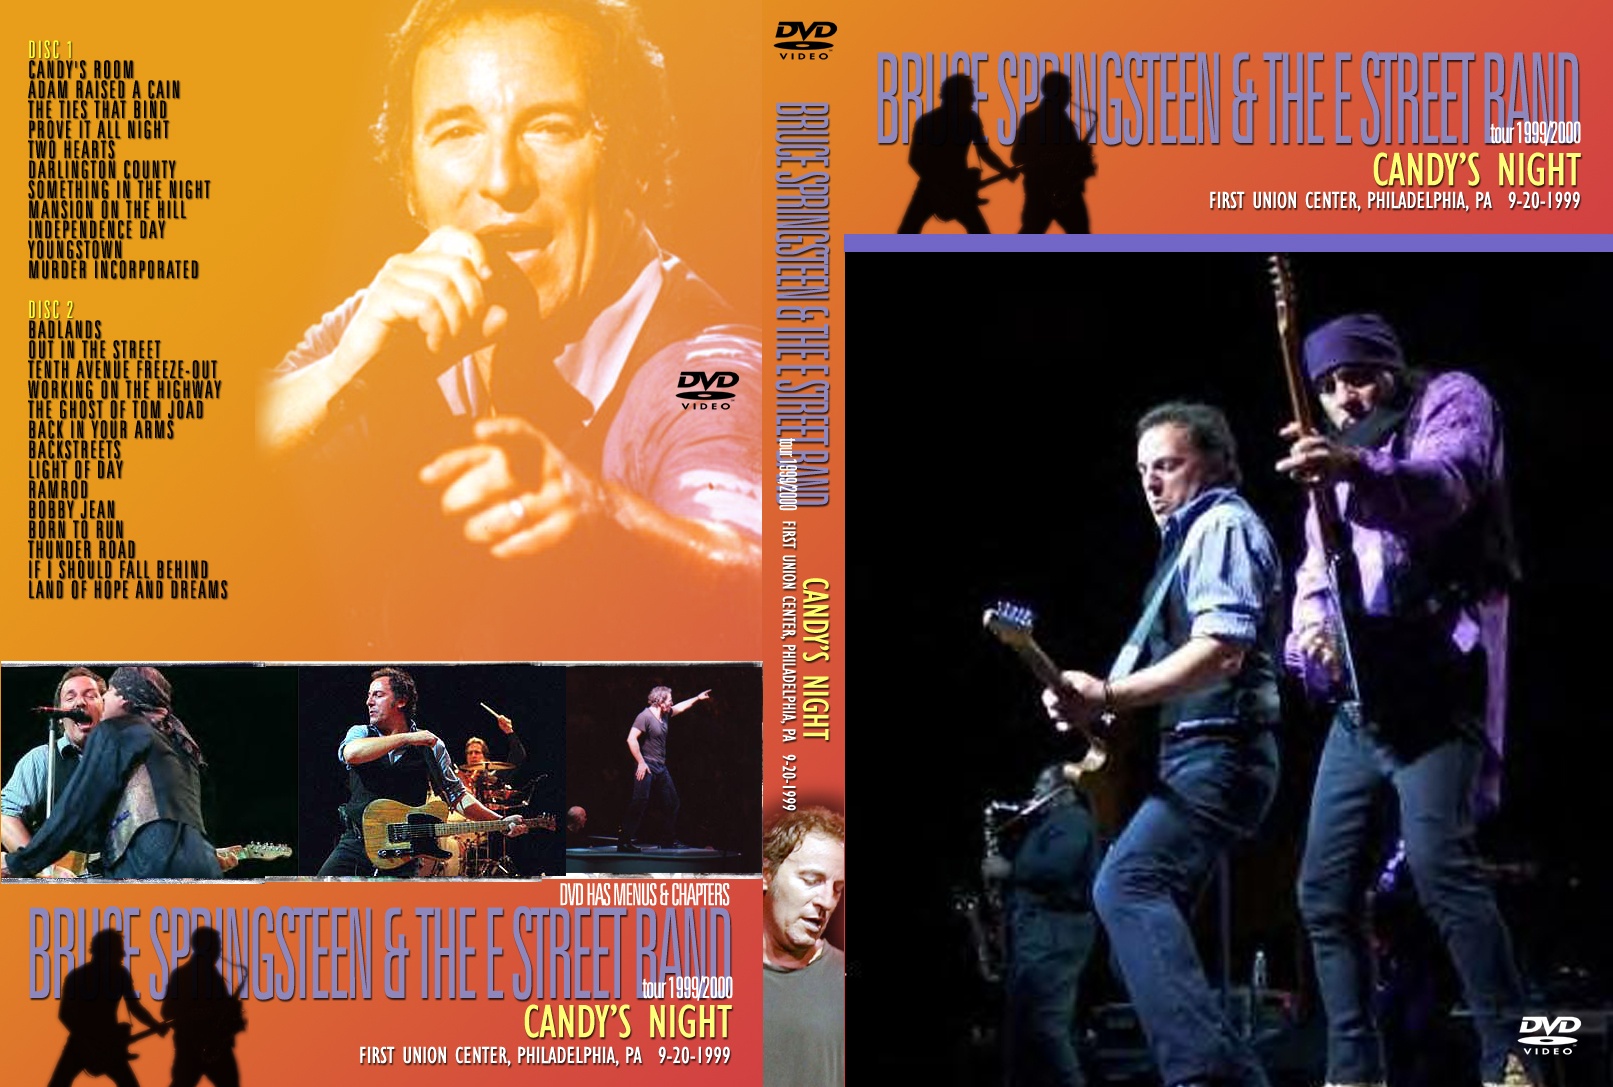 DISC 1
CANDY'S ROOM
ADAM RAISED A CAIN
THE TIES THAT BIND
PROVE IT ALL NIGHT
TWO HEARTS
DARLINGTON COUNTY
SOMETHING IN THE NIGHT
MANSION ON THE HILL
INDEPENDENCE DAY
YOUNGSTOWN
MURDER INCORPORATED
DISC 2
BADLANDS
OUT IN THE STREET
TENTH AVENUE FREEZE-OUT
WORKING ON THE HIGHWAY
THE GHOST OF TOM JOAD
BACK IN YOUR ARMS
BACKSTREETS
LIGHT OF DAY
RAMROD
BOBBY JEAN
BORN TO RUN
THUNDER ROAD
IF I SHOULD FALL BEHIND
LAND OF HOPE AND DREAMS
DVD
VIDEO
DVD HAS MENUS & CHAPTERS
BRUCE SPRINGSTEEN & THE E STREET BAND
tour 1999/2000
CANDY'S NIGHT
FIRST UNION CENTER, PHILADELPHIA, PA 9-20-1999
DVD
VIDEO
BRUCE SPRINGSTEEN & THE E STREET BAND
tour 1999/2000
CANDY'S NIGHT
FIRST UNION CENTER, PHILADELPHIA, PA 9-20-1999
BRUCE SPRINGSTEEN & THE E STREET BAND
tour 1999/2000
CANDY'S NIGHT
FIRST UNION CENTER, PHILADELPHIA, PA 9-20-1999
DVD
VIDEO